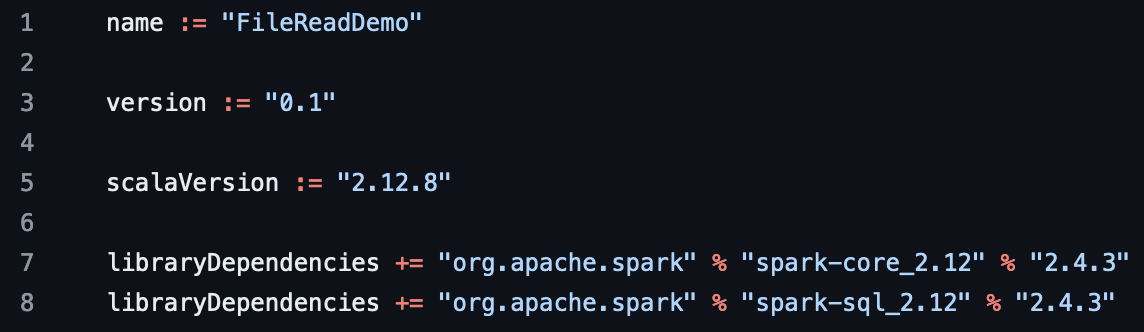 1 name := "FileReadDemo"
2
3 version := "0.1"
4
5 scalaVersion := "2.12.8"
6
7 libraryDependencies += "org.apache.spark" % "spark-core_2.12" % "2.4.3"
8 libraryDependencies += "org.apache.spark" % "spark-sql_2.12" % "2.4.3"